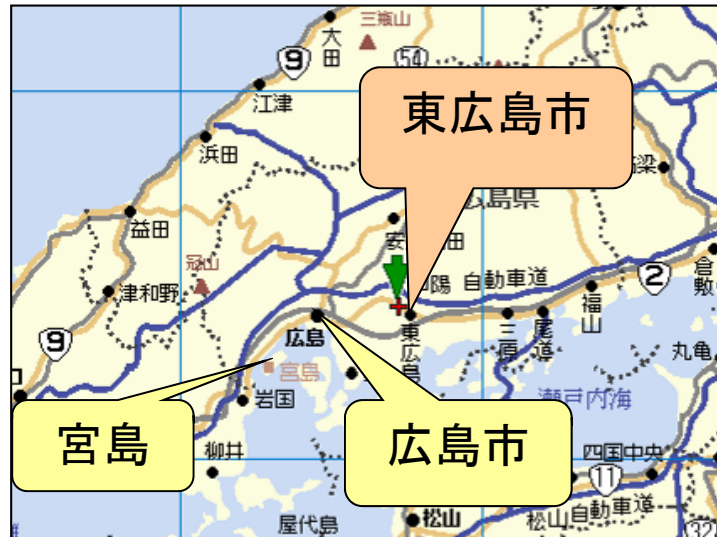 三瓶山
大田
9
54
江津
東広島市
浜田
高梁
広島県
益田
冠山
津和野
山陽自動車道
2
倉敷
福山
9
広島
東広島
三原
尾道
丸亀
宮島
岩国
瀬戸内海
宮島
広島市
柳井
四国中央
11
松山自動車道
屋代島
松山
32